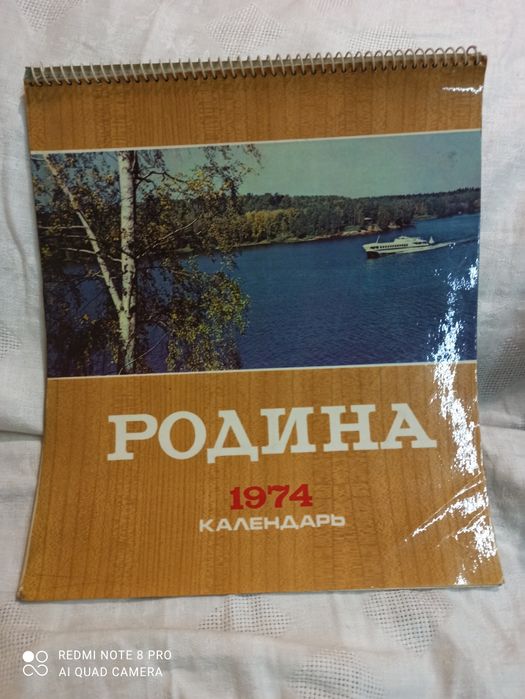 РОДИНА
1974
КАЛЕНДАРЬ
REDMI NOTE 8 PRO
AI QUAD CAMERA